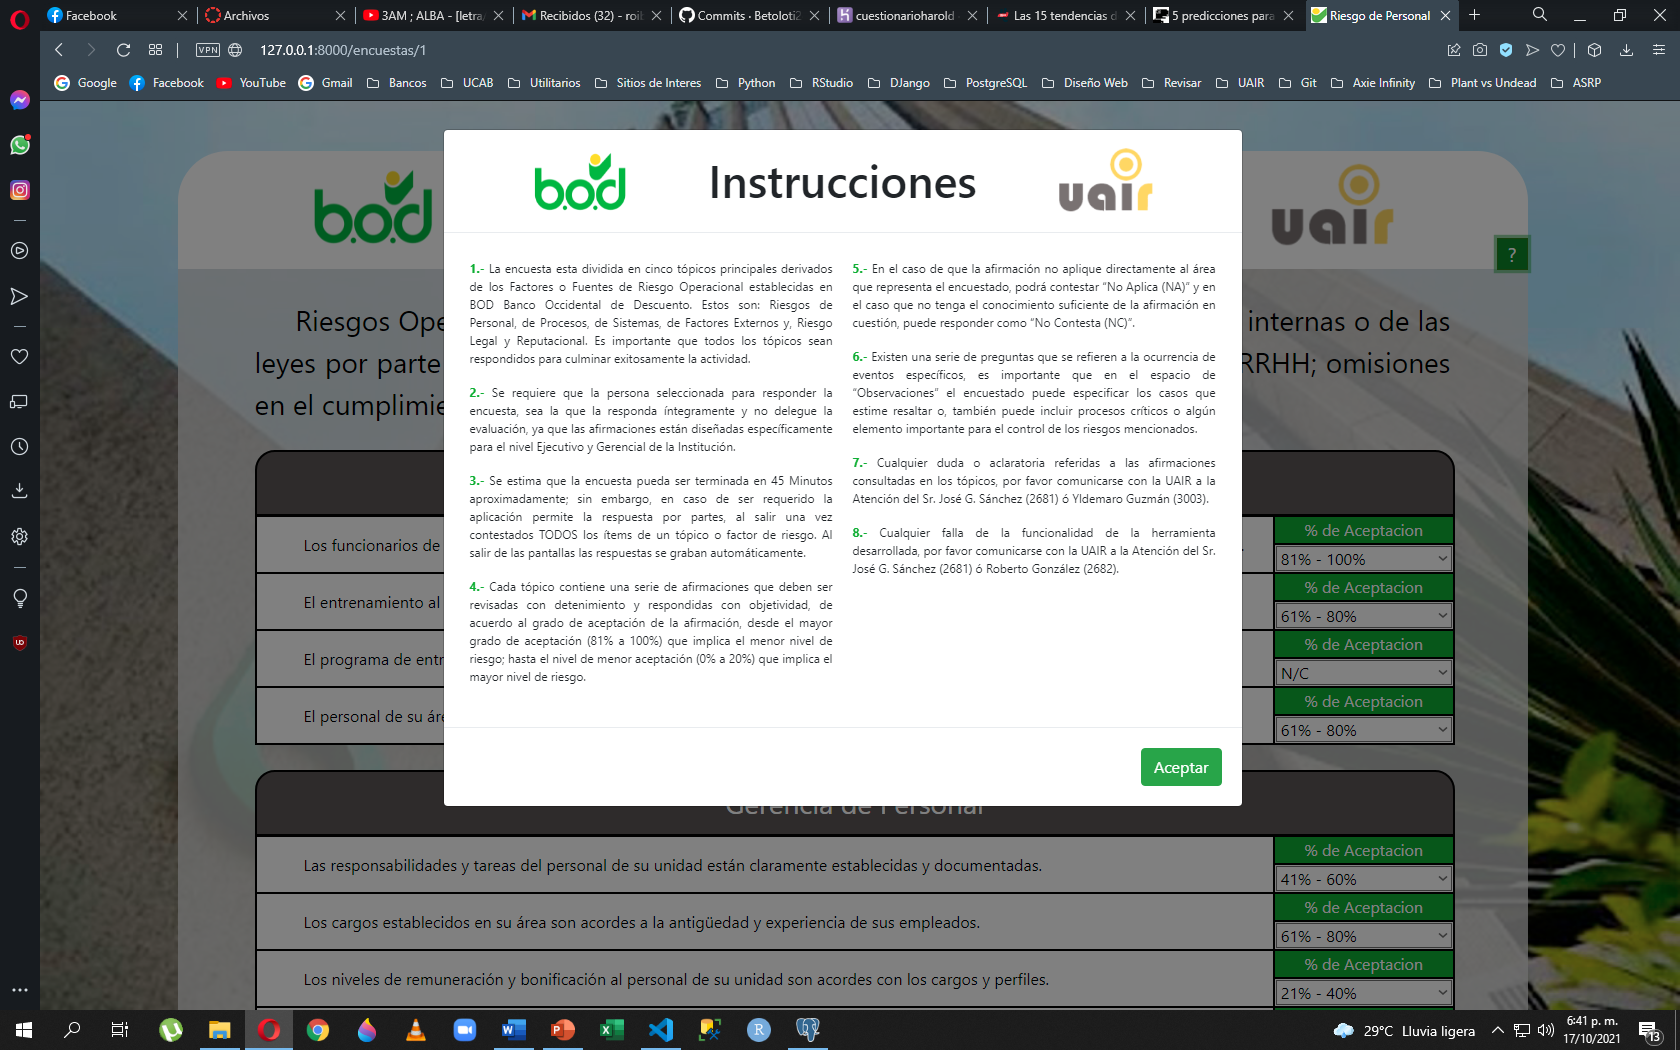 Facebook
Archivos
3AM ; ALBA - [letra/
Recibidos (32) - roil
Commits · Betoloti2
cuestionarioharold
Las 15 tendencias d
5 predicciones para
Riesgo de Personal
VPN
127.0.0.1:8000/encuestas/1
Google
Facebook
YouTube
Gmail
Bancos
UCAB
Utilitarios
Sitios de Interes
Python
RStudio
DJango
PostgreSQL
Diseño Web
Revisar
UAIR
Git
Axie Infinity
Plant vs Undead
ASRP
b.o.d
uair
?
Riesgos Ope
internas o de las
leyes por parte
RRHH; omisiones
en el cumplimie
b.o.d
Instrucciones
uair
1.- La encuesta esta dividida en cinco tópicos principales derivados
de los Factores o Fuentes de Riesgo Operacional establecidas en
BOD Banco Occidental de Descuento. Estos son: Riesgos de
Personal, de Procesos, de Sistemas, de Factores Externos y, Riesgo
Legal y Reputacional. Es importante que todos los tópicos sean
respondidos para culminar exitosamente la actividad.
2.- Se requiere que la persona seleccionada para responder la
encuesta, sea la que la responda íntegramente y no delegue la
evaluación, ya que las afirmaciones están diseñadas específicamente
para el nivel Ejecutivo y Gerencial de la Institución.
3.- Se estima que la encuesta pueda ser terminada en 45 Minutos
aproximadamente; sin embargo, en caso de ser requerido la
aplicación permite la respuesta por partes, al salir una vez
contestados TODOS los ítems de un tópico o factor de riesgo. Al
salir de las pantallas las respuestas se graban automáticamente.
4.- Cada tópico contiene una serie de afirmaciones que deben ser
revisadas con detenimiento y respondidas con objetividad, de
acuerdo al grado de aceptación de la afirmación, desde el mayor
grado de aceptación (81% a 100%) que implica el menor nivel de
riesgo; hasta el nivel de menor aceptación (0% a 20%) que implica el
mayor nivel de riesgo.
5.- En el caso de que la afirmación no aplique directamente al área
que representa el encuestado, podrá contestar “No Aplica (NA)” y en
el caso que no tenga el conocimiento suficiente de la afirmación en
cuestión, puede responder como “No Contesta (NC)”.
6.- Existen una serie de preguntas que se refieren a la ocurrencia de
eventos específicos, es importante que en el espacio de
“Observaciones” el encuestado puede especificar los casos que
estime resaltar o, también puede incluir procesos críticos o algún
elemento importante para el control de los riesgos mencionados.
7.- Cualquier duda o aclaratoria referidas a las afirmaciones
consultadas en los tópicos, por favor comunicarse con la UAIR a la
Atención del Sr. José G. Sánchez (2681) ó Yldemaro Guzmán (3003).
8.- Cualquier falla de la funcionalidad de la herramienta
desarrollada, por favor comunicarse con la UAIR a la Atención del Sr.
José G. Sánchez (2681) ó Roberto González (2682).
Aceptar
Los funcionarios de
% de Aceptacion
81% - 100%
El entrenamiento al
% de Aceptacion
61% - 80%
El programa de entr
% de Aceptacion
N/C
El personal de su áre
% de Aceptacion
61% - 80%
Gerencia de Personal
Las responsabilidades y tareas del personal de su unidad están claramente establecidas y documentadas.
% de Aceptacion
41% - 60%
Los cargos establecidos en su área son acordes a la antigüedad y experiencia de sus empleados.
% de Aceptacion
61% - 80%
Los niveles de remuneración y bonificación al personal de su unidad son acordes con los cargos y perfiles.
% de Aceptacion
21% - 40%
29°C Lluvia ligera
6:41 p. m.
17/10/2021
13